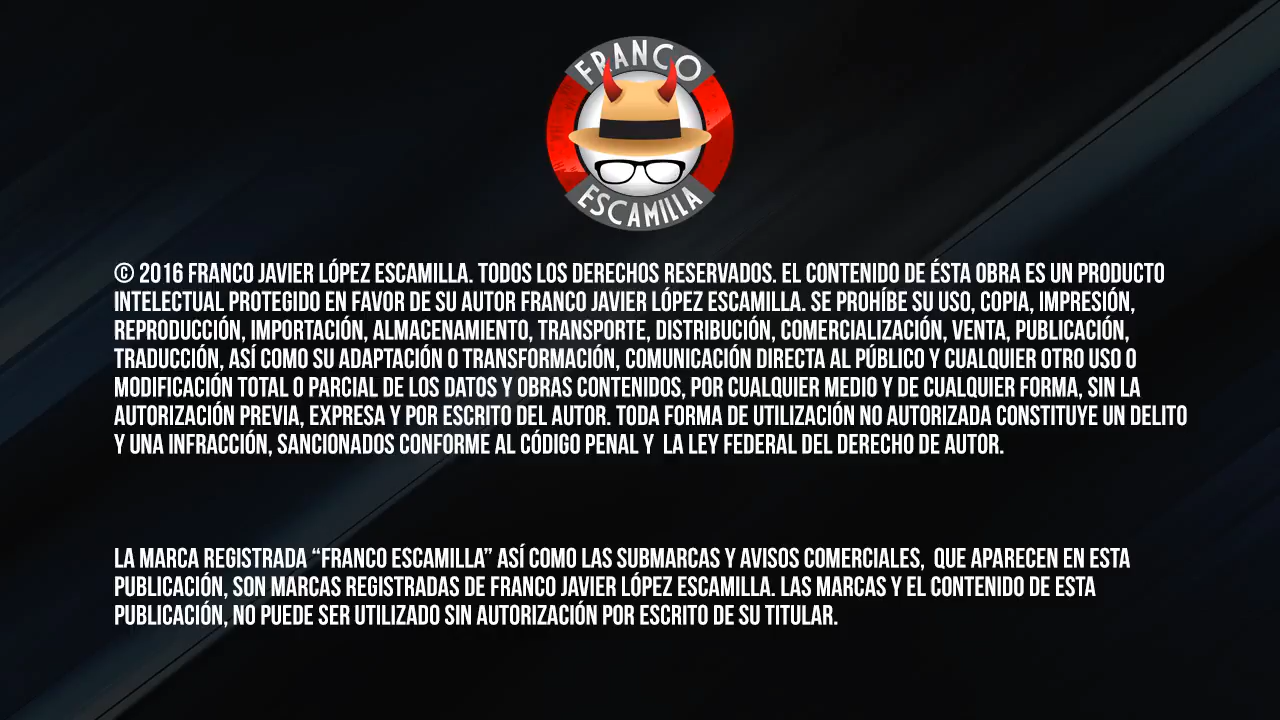 FRANCO
ESCAMILLA
© 2016 FRANCO JAVIER LÓPEZ ESCAMILLA. TODOS LOS DERECHOS RESERVADOS. EL CONTENIDO DE ÉSTA OBRA ES UN PRODUCTO
INTELECTUAL PROTEGIDO EN FAVOR DE SU AUTOR FRANCO JAVIER LÓPEZ ESCAMILLA. SE PROHÍBE SU USO, COPIA, IMPRESIÓN,
REPRODUCCIÓN, IMPORTACIÓN, ALMACENAMIENTO, TRANSPORTE, DISTRIBUCIÓN, COMERCIALIZACIÓN, VENTA, PUBLICACIÓN,
TRADUCCIÓN, ASÍ COMO SU ADAPTACIÓN O TRANSFORMACIÓN, COMUNICACIÓN DIRECTA AL PÚBLICO Y CUALQUIER OTRO USO O
MODIFICACIÓN TOTAL O PARCIAL DE LOS DATOS Y OBRAS CONTENIDOS, POR CUALQUIER MEDIO Y DE CUALQUIER FORMA, SIN LA
AUTORIZACIÓN PREVIA, EXPRESA Y POR ESCRITO DEL AUTOR. TODA FORMA DE UTILIZACIÓN NO AUTORIZADA CONSTITUYE UN DELITO
Y UNA INFRACCIÓN, SANCIONADOS CONFORME AL CÓDIGO PENAL Y  LA LEY FEDERAL DEL DERECHO DE AUTOR.
LA MARCA REGISTRADA “FRANCO ESCAMILLA” ASÍ COMO LAS SUBMARCAS Y AVISOS COMERCIALES,  QUE APARECEN EN ESTA
PUBLICACIÓN, SON MARCAS REGISTRADAS DE FRANCO JAVIER LÓPEZ ESCAMILLA. LAS MARCAS Y EL CONTENIDO DE ESTA
PUBLICACIÓN, NO PUEDE SER UTILIZADO SIN AUTORIZACIÓN POR ESCRITO DE SU TITULAR.